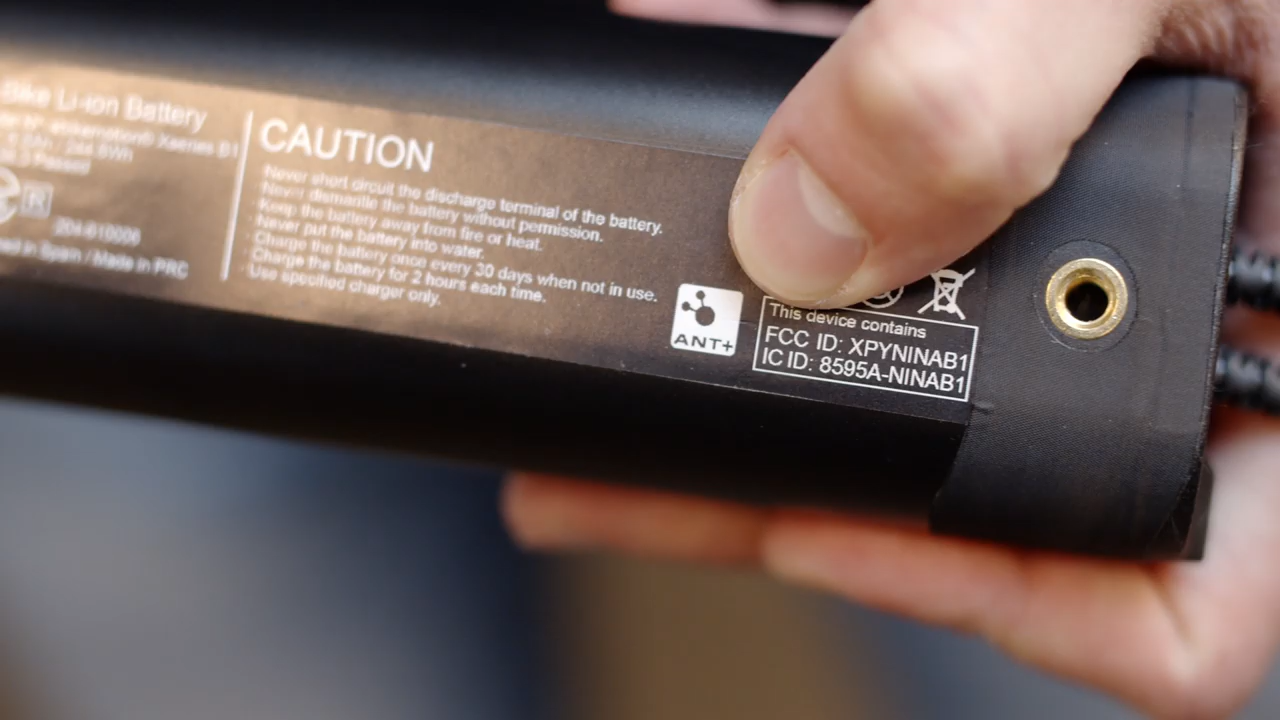 Bike Li-ion Battery
204-610006
Made in PRC
CAUTION
Never short circuit the discharge terminal of the battery.
Never dismantle the battery without permission.
Keep the battery away from fire or heat.
Never put the battery into water.
Charge the battery once every 30 days when not in use.
Charge the battery for 2 hours each time.
Use specified charger only.
ANT+
This device contains
FCC ID: XPYNINAB1
IC ID: 8595A-NINAB1